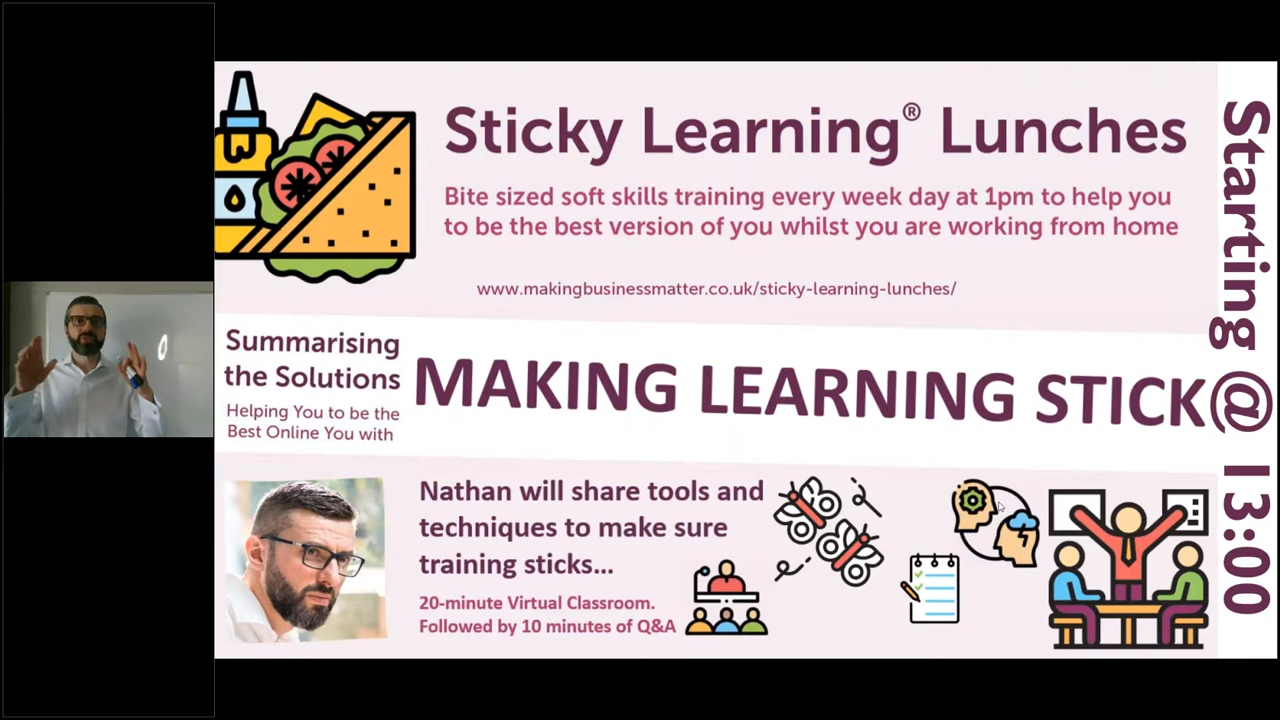 Sticky Learning® Lunches
Bite sized soft skills training every week day at 1pm to help you
to be the best version of you whilst you are working from home
www.makingbusinessmatter.co.uk/sticky-learning-lunches/
Summarising
the Solutions
Helping You to be the
Best Online You with
MAKING LEARNING STICK
Nathan will share tools and
techniques to make sure
training sticks...
20-minute Virtual Classroom.
Followed by 10 minutes of Q&A
Starting @ 13:00